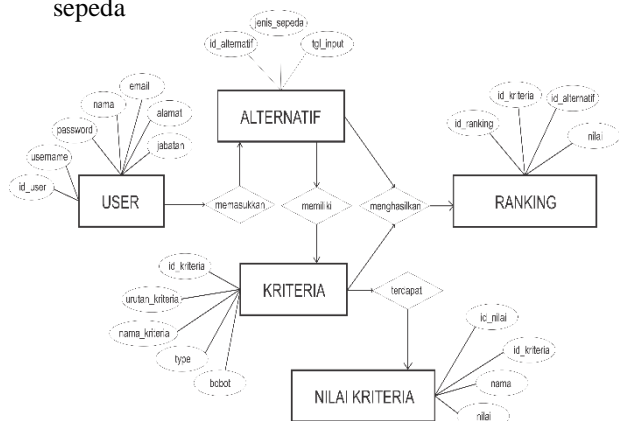 sepeda
jenis_sepeda
id_alternatif
tgl_input
ALTERNATIF
email
nama
alamat
password
jabatan
username
id_user
USER
memasukkan
memiliki
menghasilkan
id_kriteria
id_alternatif
id_ranking
nilai
RANKING
id_kriteria
urutan_kriteria
nama_kriteria
type
bobot
KRITERIA
tercapat
id_nilai
id_kriteria
nama
nilai
NILAI KRITERIA